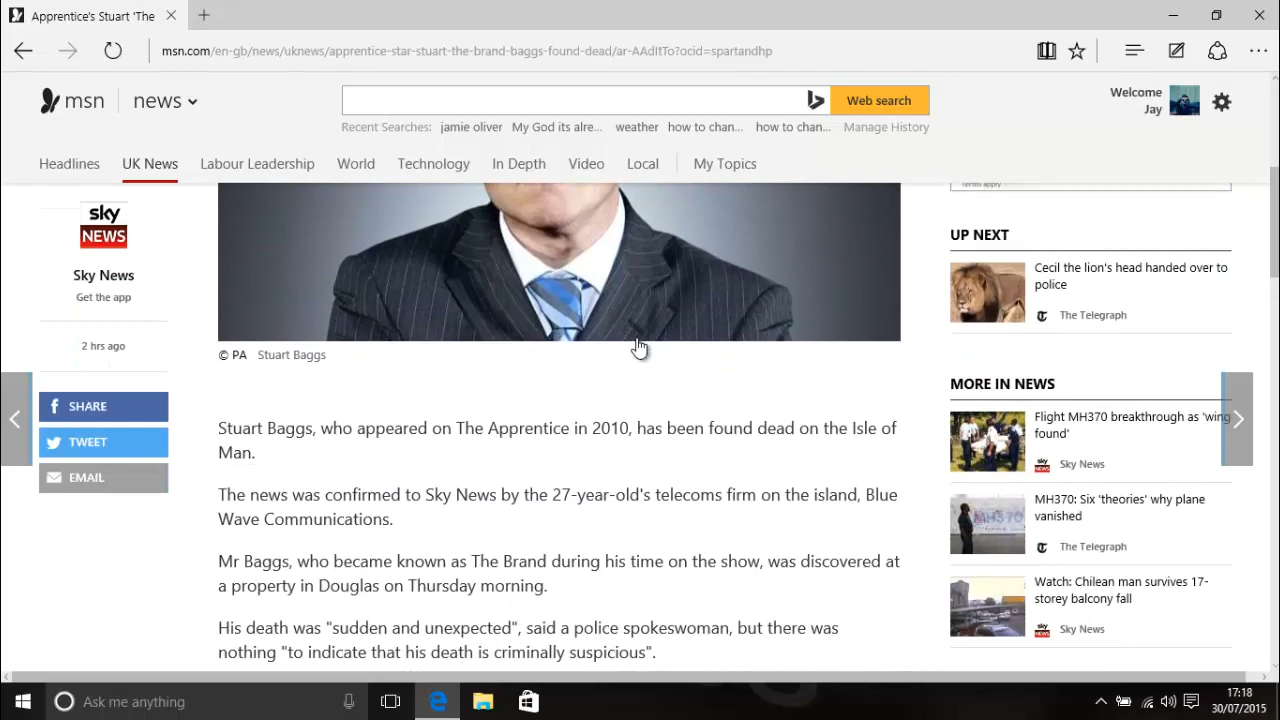 Apprentice's Stuart 'The
msn.com/en-gb/news/uknews/apprentice-star-stuart-the-brand-baggs-found-dead/ar-AAdItTo?ocid=spartandhp
msn
news
Web search
Welcome
Jay
Recent Searches: jamie oliver My God its alre... weather how to chan... how to chan... Manage History
Headlines UK News Labour Leadership World Technology In Depth Video Local My Topics
sky
NEWS
Sky News
Get the app
2 hrs ago
SHARE
TWEET
EMAIL
© PA Stuart Baggs
Stuart Baggs, who appeared on The Apprentice in 2010, has been found dead on the Isle of
Man.
The news was confirmed to Sky News by the 27-year-old's telecoms firm on the island, Blue
Wave Communications.
Mr Baggs, who became known as The Brand during his time on the show, was discovered at
a property in Douglas on Thursday morning.
His death was "sudden and unexpected", said a police spokeswoman, but there was
nothing "to indicate that his death is criminally suspicious".
Terms apply
UP NEXT
Cecil the lion's head handed over to
police
The Telegraph
MORE IN NEWS
Flight MH370 breakthrough as 'wing
found'
Sky News
MH370: Six 'theories' why plane
vanished
The Telegraph
Watch: Chilean man survives 17-
storey balcony fall
Sky News
Ask me anything
17:18
30/07/2015